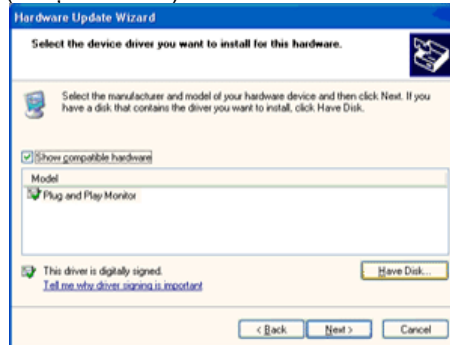 Hardware Update Wizard
Select the device driver you want to install for this hardware.
Select the manufacturer and model of your hardware device and then click Next. If you
have a disk that contains the driver you want to install, click Have Disk.
Show compatible hardware
Model
Plug and Play Monitor
This driver is digitally signed.
Have Disk...
Tell me why driver signing is important
< Back
Next >
Cancel